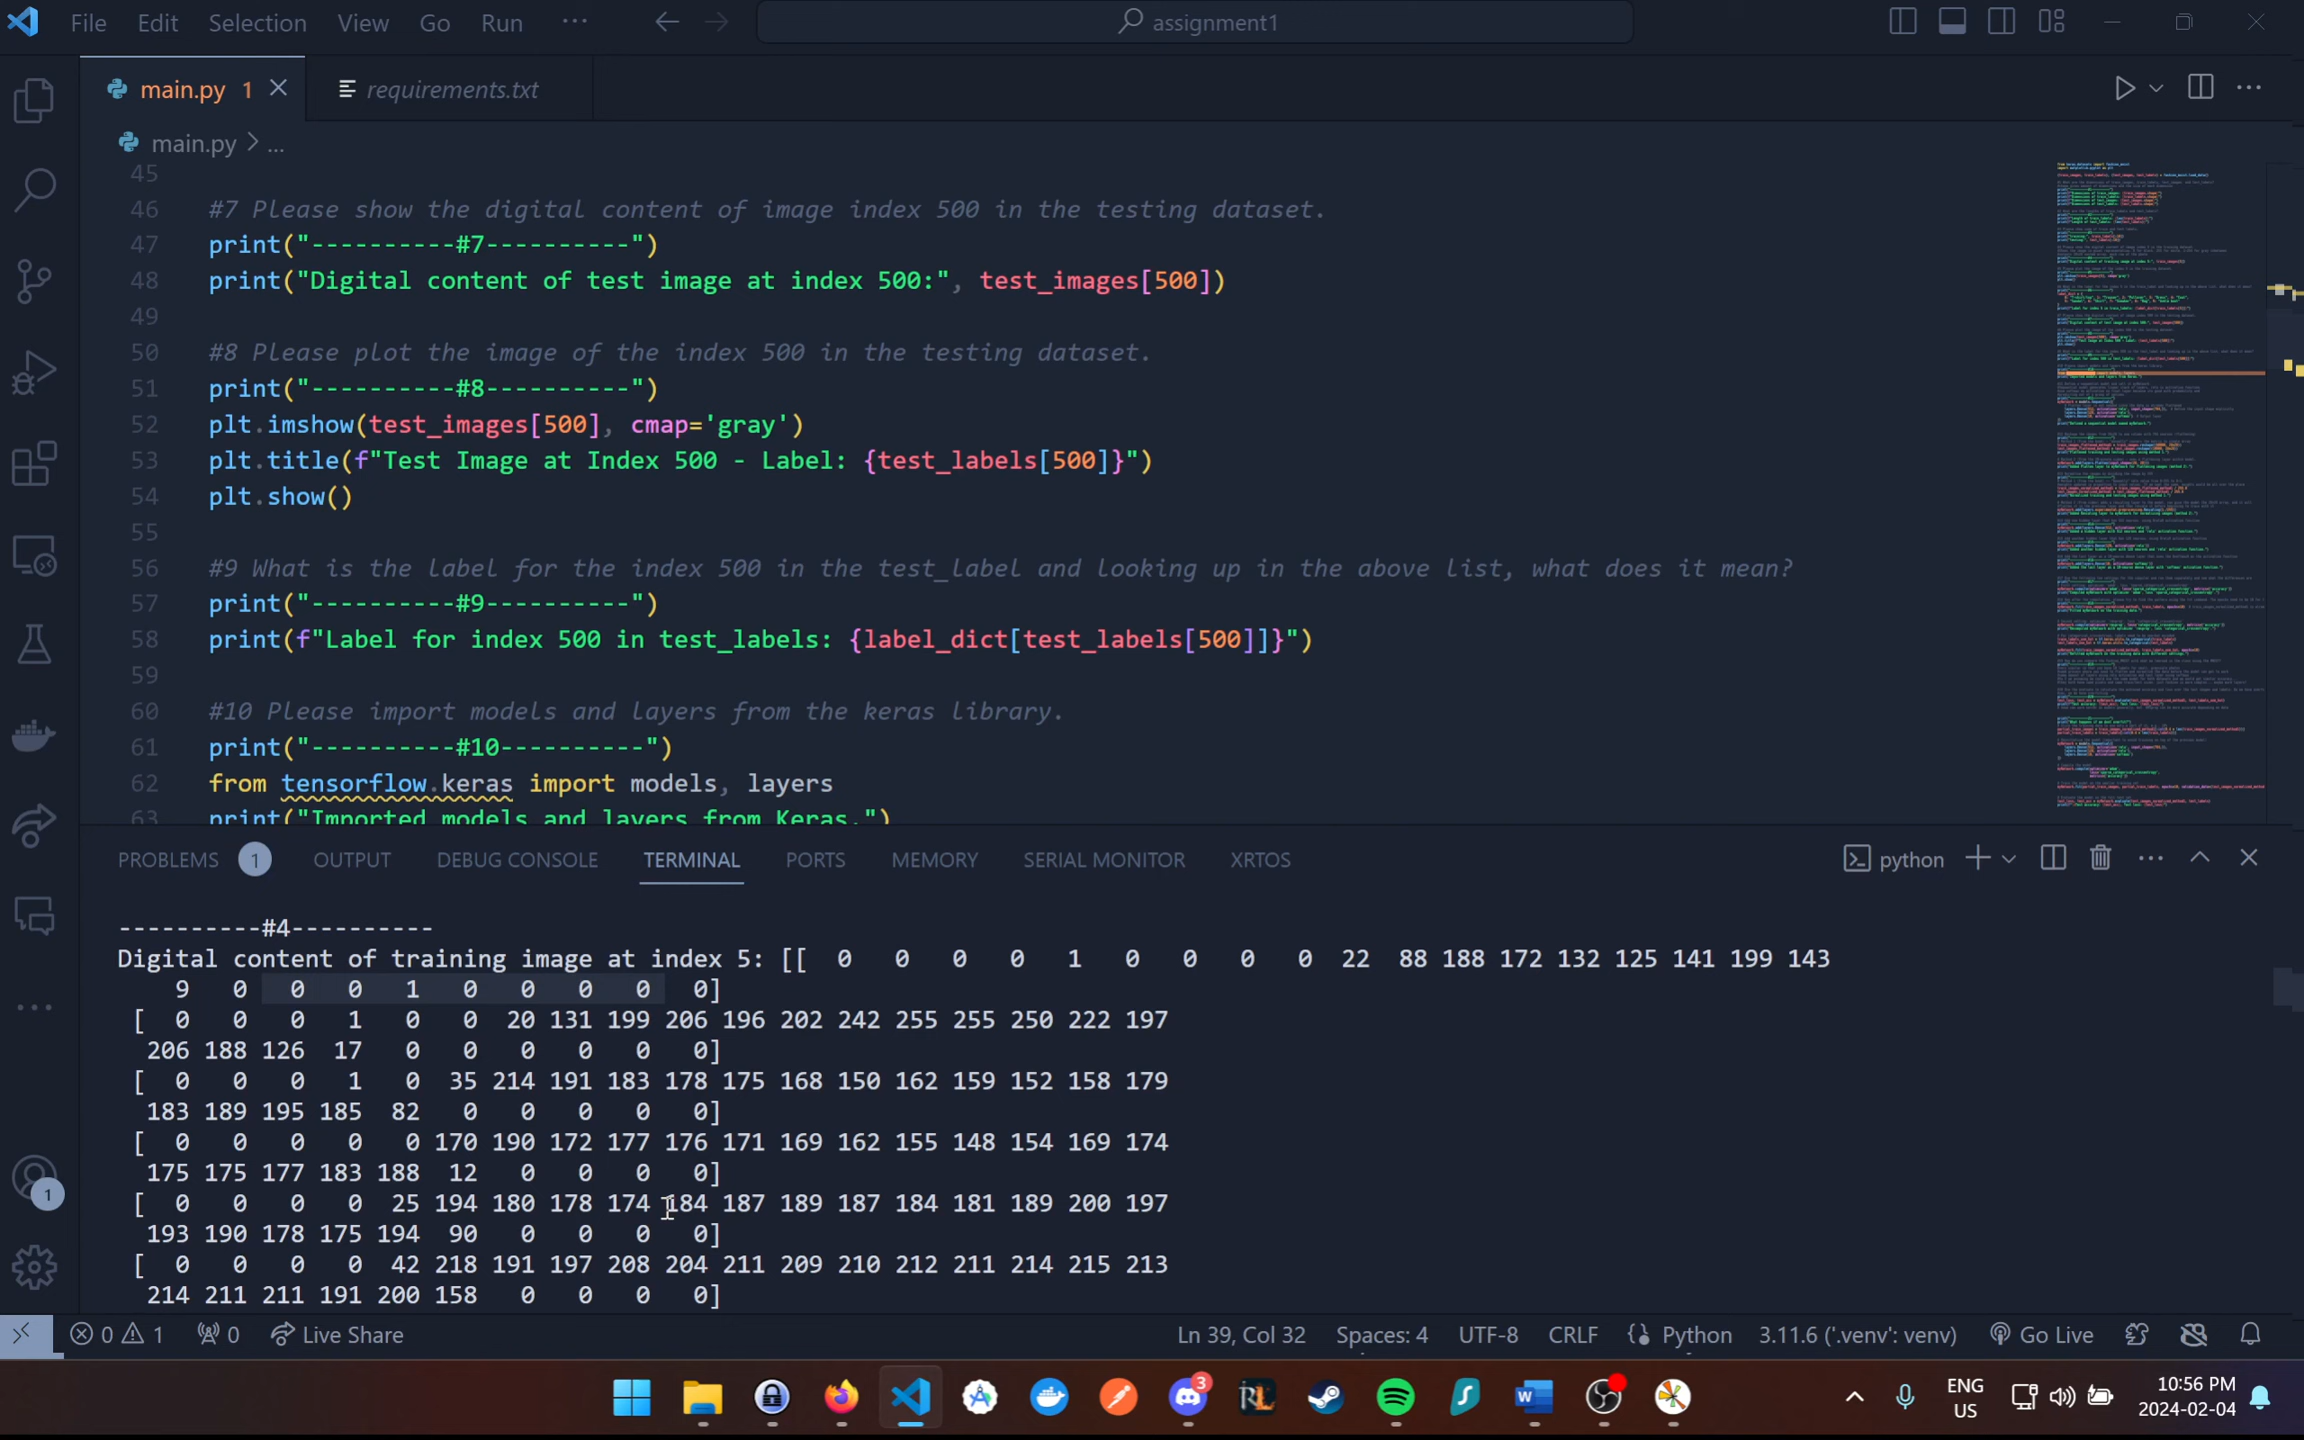 File Edit Selection View Go Run ··· assignment1
main.py 1 requirements.txt
main.py > ...
45
46 #7 Please show the digital content of image index 500 in the testing dataset.
47 print("----------#7----------")
48 print("Digital content of test image at index 500:", test_images[500])
49
50 #8 Please plot the image of the index 500 in the testing dataset.
51 print("----------#8----------")
52 plt.imshow(test_images[500], cmap='gray')
53 plt.title(f"Test Image at Index 500 - Label: {test_labels[500]}")
54 plt.show()
55
56 #9 What is the label for the index 500 in the test_label and looking up in the above list, what does it mean?
57 print("----------#9----------")
58 print(f"Label for index 500 in test_labels: {label_dict[test_labels[500]]}")
59
60 #10 Please import models and layers from the keras library.
61 print("----------#10----------")
62 from tensorflow.keras import models, layers
63 print("Imported models and layers from Keras.")
PROBLEMS 1 OUTPUT DEBUG CONSOLE TERMINAL PORTS MEMORY SERIAL MONITOR XRTOS python
----------#4----------
Digital content of training image at index 5: [[ 0 0 0 0 1 0 0 0 0 22 88 188 172 132 125 141 199 143
9 0 0 0 1 0 0 0 0 0]
[ 0 0 0 1 0 0 20 131 199 206 196 202 242 255 255 250 222 197
206 188 126 17 0 0 0 0 0 0]
[ 0 0 0 1 0 35 214 191 183 178 175 168 150 162 159 152 158 179
183 189 195 185 82 0 0 0 0 0]
[ 0 0 0 0 0 170 190 172 177 176 171 169 162 155 148 154 169 174
175 175 177 183 188 12 0 0 0 0]
[ 0 0 0 0 25 194 180 178 174 184 187 189 187 184 181 189 200 197
193 190 178 175 194 90 0 0 0 0]
[ 0 0 0 0 42 218 191 197 208 204 211 209 210 212 211 214 215 213
214 211 211 191 200 158 0 0 0 0]
1
0 1 0 Live Share Ln 39, Col 32 Spaces: 4 UTF-8 CRLF Python 3.11.6 ('.venv': venv) Go Live
3 RL W ENG 10:56 PM
US 2024-02-04